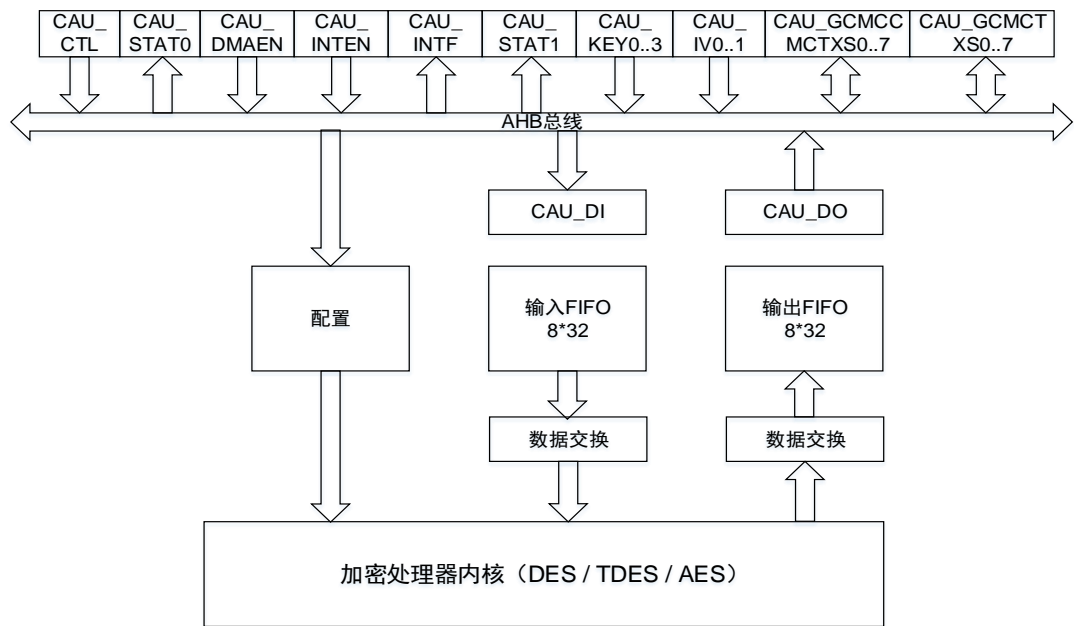 CAU_
CTL
CAU_
STAT0
CAU_
DMAEN
CAU_
INTEN
CAU_
INTF
CAU_
STAT1
CAU_
KEY0..3
CAU_
IV0..1
CAU_GCMCC
MCTXS0..7
CAU_GCMCT
XS0..7
AHB总线
CAU_DI
CAU_DO
配置
输入FIFO
8*32
输出FIFO
8*32
数据交换
数据交换
加密处理器内核（DES / TDES / AES）